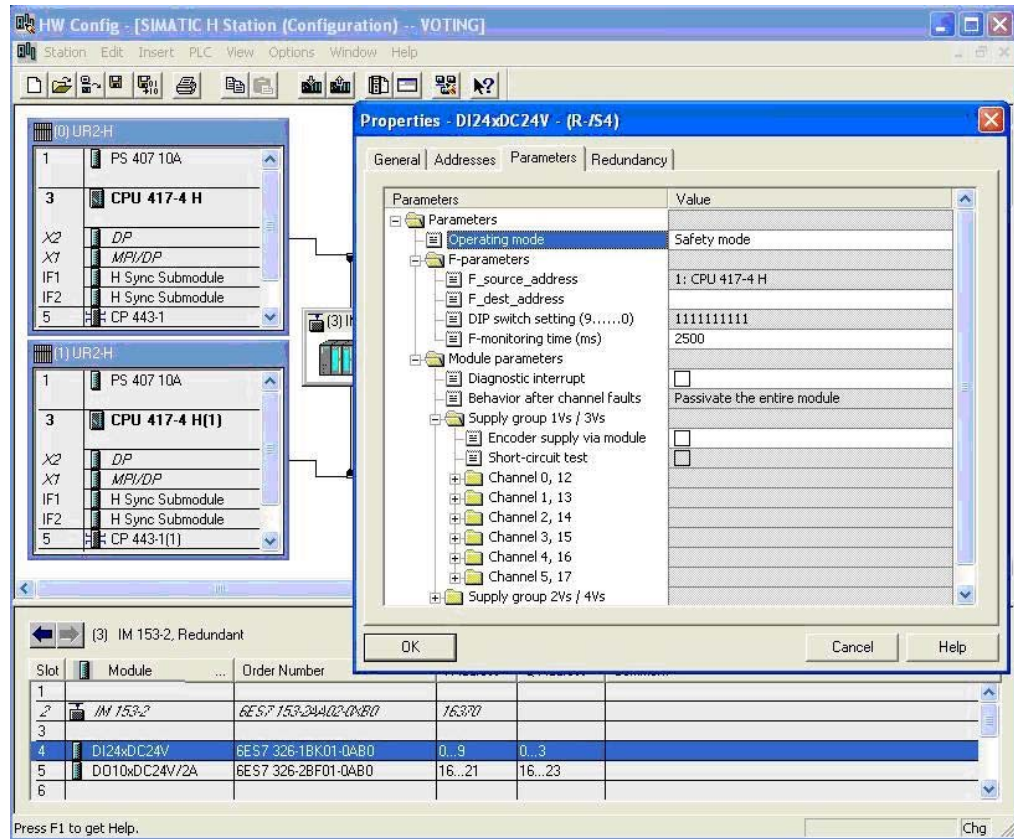 HW Config - [SIMATIC H Station (Configuration) -- VOTING]
Station Edit Insert PLC View Options Window Help
(0) UR2-H
1 PS 407 10A
3 CPU 417-4 H
X2 DP
X1 MPI/DP
IF1 H Sync Submodule
IF2 H Sync Submodule
5 CP 443-1
(1) UR2-H
1 PS 407 10A
3 CPU 417-4 H(1)
X2 DP
X1 MPI/DP
IF1 H Sync Submodule
IF2 H Sync Submodule
5 CP 443-1(1)
(3) IM
Properties - DI24xDC24V - (R-/S4)
General Addresses Parameters Redundancy
Parameters Value
Parameters
Operating mode Safety mode
F-parameters
F_source_address 1: CPU 417-4 H
F_dest_address
DIP switch setting (9......0) 1111111111
F-monitoring time (ms) 2500
Module parameters
Diagnostic interrupt
Behavior after channel faults Passivate the entire module
Supply group 1Vs / 3Vs
Encoder supply via module
Short-circuit test
Channel 0, 12
Channel 1, 13
Channel 2, 14
Channel 3, 15
Channel 4, 16
Channel 5, 17
Supply group 2Vs / 4Vs
OK Cancel Help
(3) IM 153-2, Redundant
Slot Module ... Order Number
1
2 IM 153-2 6ES7 153-2AA02-0XB0 16370
3
4 DI24xDC24V 6ES7 326-1BK01-0AB0 0...9 0...3
5 DO10xDC24V/2A 6ES7 326-2BF01-0AB0 16...21 16...23
6
Press F1 to get Help. Chg